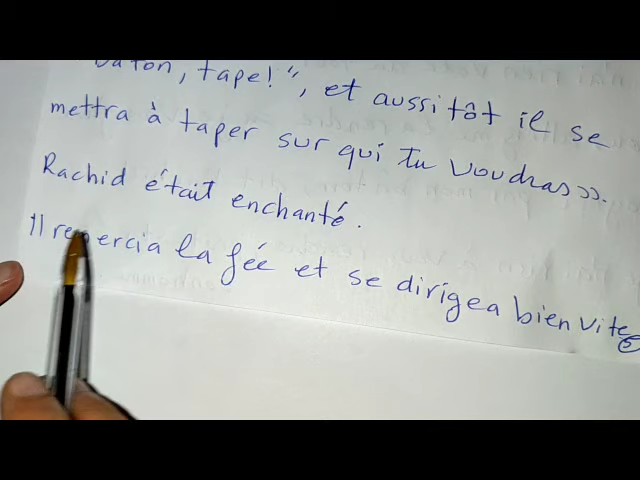 bâton, tape!", et aussitôt il se
mettra à taper sur qui tu voudras>>.
Rachid était enchanté.
Il remercia la fée et se dirigea bien vite